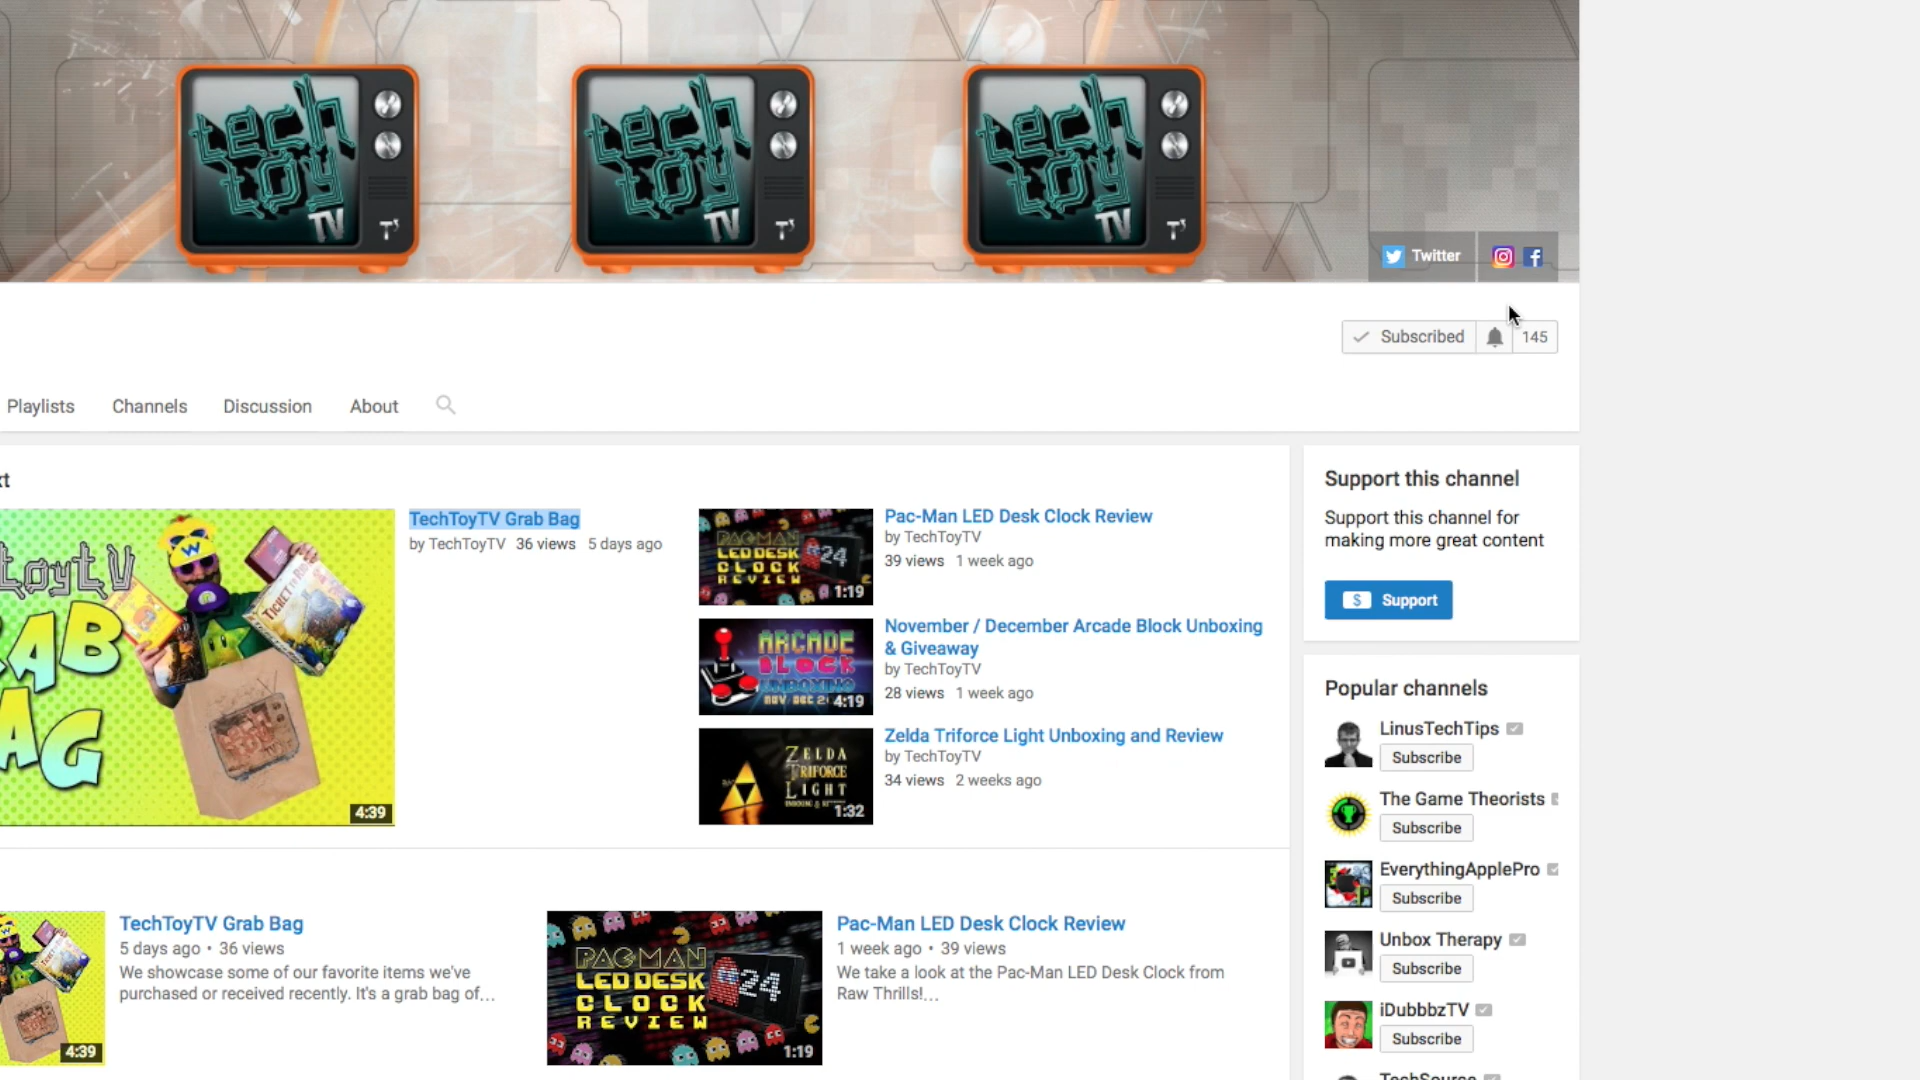 tech
toy
TV
tech
toy
TV
tech
toy
TV
Twitter
Subscribed
145
Playlists
Channels
Discussion
About
TechToyTV Grab Bag
by TechToyTV 36 views 5 days ago
TICKET TO RIDE
4:39
Pac-Man LED Desk Clock Review
by TechToyTV
39 views 1 week ago
PAC-MAN
LED DESK
CLOCK
REVIEW
24
1:19
November / December Arcade Block Unboxing
& Giveaway
by TechToyTV
28 views 1 week ago
ARCADE
BLOCK
UNBOXING
4:19
Zelda Triforce Light Unboxing and Review
by TechToyTV
34 views 2 weeks ago
ZELDA
TRIFORCE
LIGHT
1:32
Support this channel
Support this channel for
making more great content
$ Support
Popular channels
LinusTechTips
Subscribe
The Game Theorists
Subscribe
EverythingApplePro
Subscribe
Unbox Therapy
Subscribe
iDubbbzTV
Subscribe
TechSource
TechToyTV Grab Bag
5 days ago • 36 views
We showcase some of our favorite items we've
purchased or received recently. It's a grab bag of...
4:39
PAC-MAN
LED DESK
CLOCK
REVIEW
24
1:19
Pac-Man LED Desk Clock Review
1 week ago • 39 views
We take a look at the Pac-Man LED Desk Clock from
Raw Thrills!...